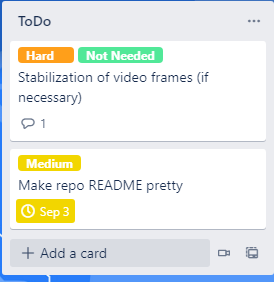 ToDo
Hard Not Needed
Stabilization of video frames (if
necessary)
1
Medium
Make repo README pretty
Sep 3
Add a card